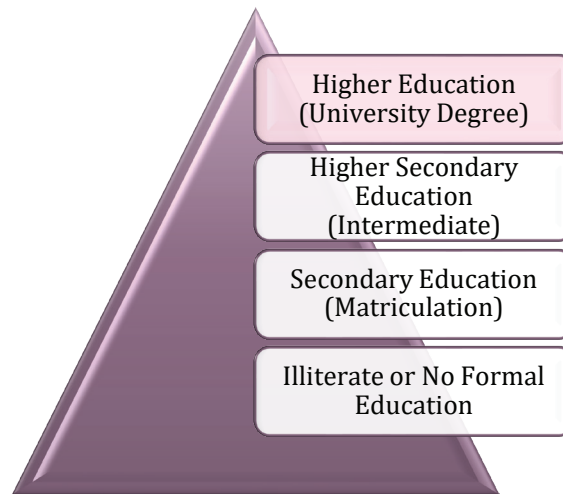 Higher Education
(University Degree)
Higher Secondary
Education
(Intermediate)
Secondary Education
(Matriculation)
Illiterate or No Formal
Education